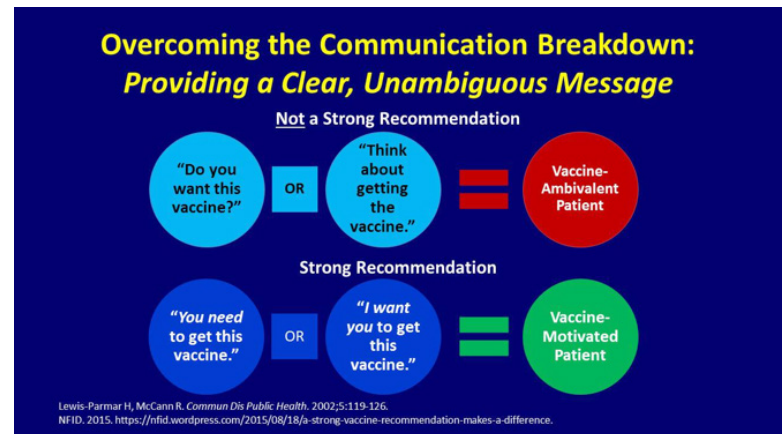 Overcoming the Communication Breakdown:
Providing a Clear, Unambiguous Message
Not a Strong Recommendation
“Do you
want this
vaccine?”
OR
“Think
about
getting
the
vaccine.”
Vaccine-
Ambivalent
Patient
Strong Recommendation
“You need
to get this
vaccine.”
OR
“I want
you to get
this
vaccine.”
Vaccine-
Motivated
Patient
Lewis-Parmar H, McCann R. Commun Dis Public Health. 2002;5:119-126.
NFID. 2015. https://nfid.wordpress.com/2015/08/18/a-strong-vaccine-recommendation-makes-a-difference.